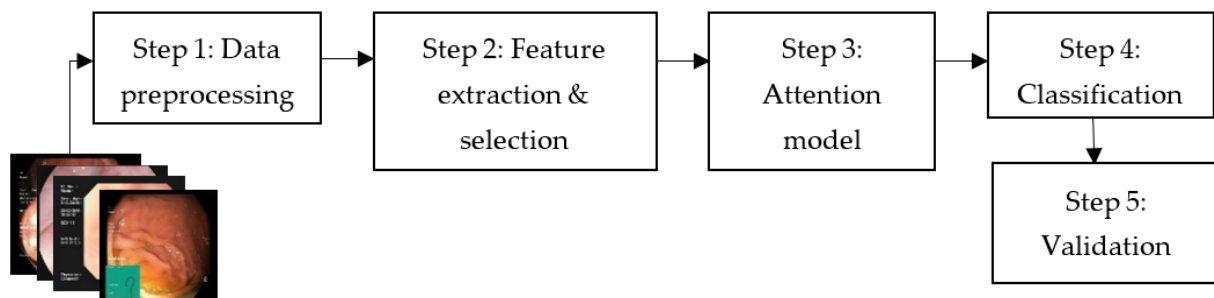 Step 1: Data
preprocessing
Step 2: Feature
extraction &
selection
Step 3:
Attention
model
Step 4:
Classification
Step 5:
Validation